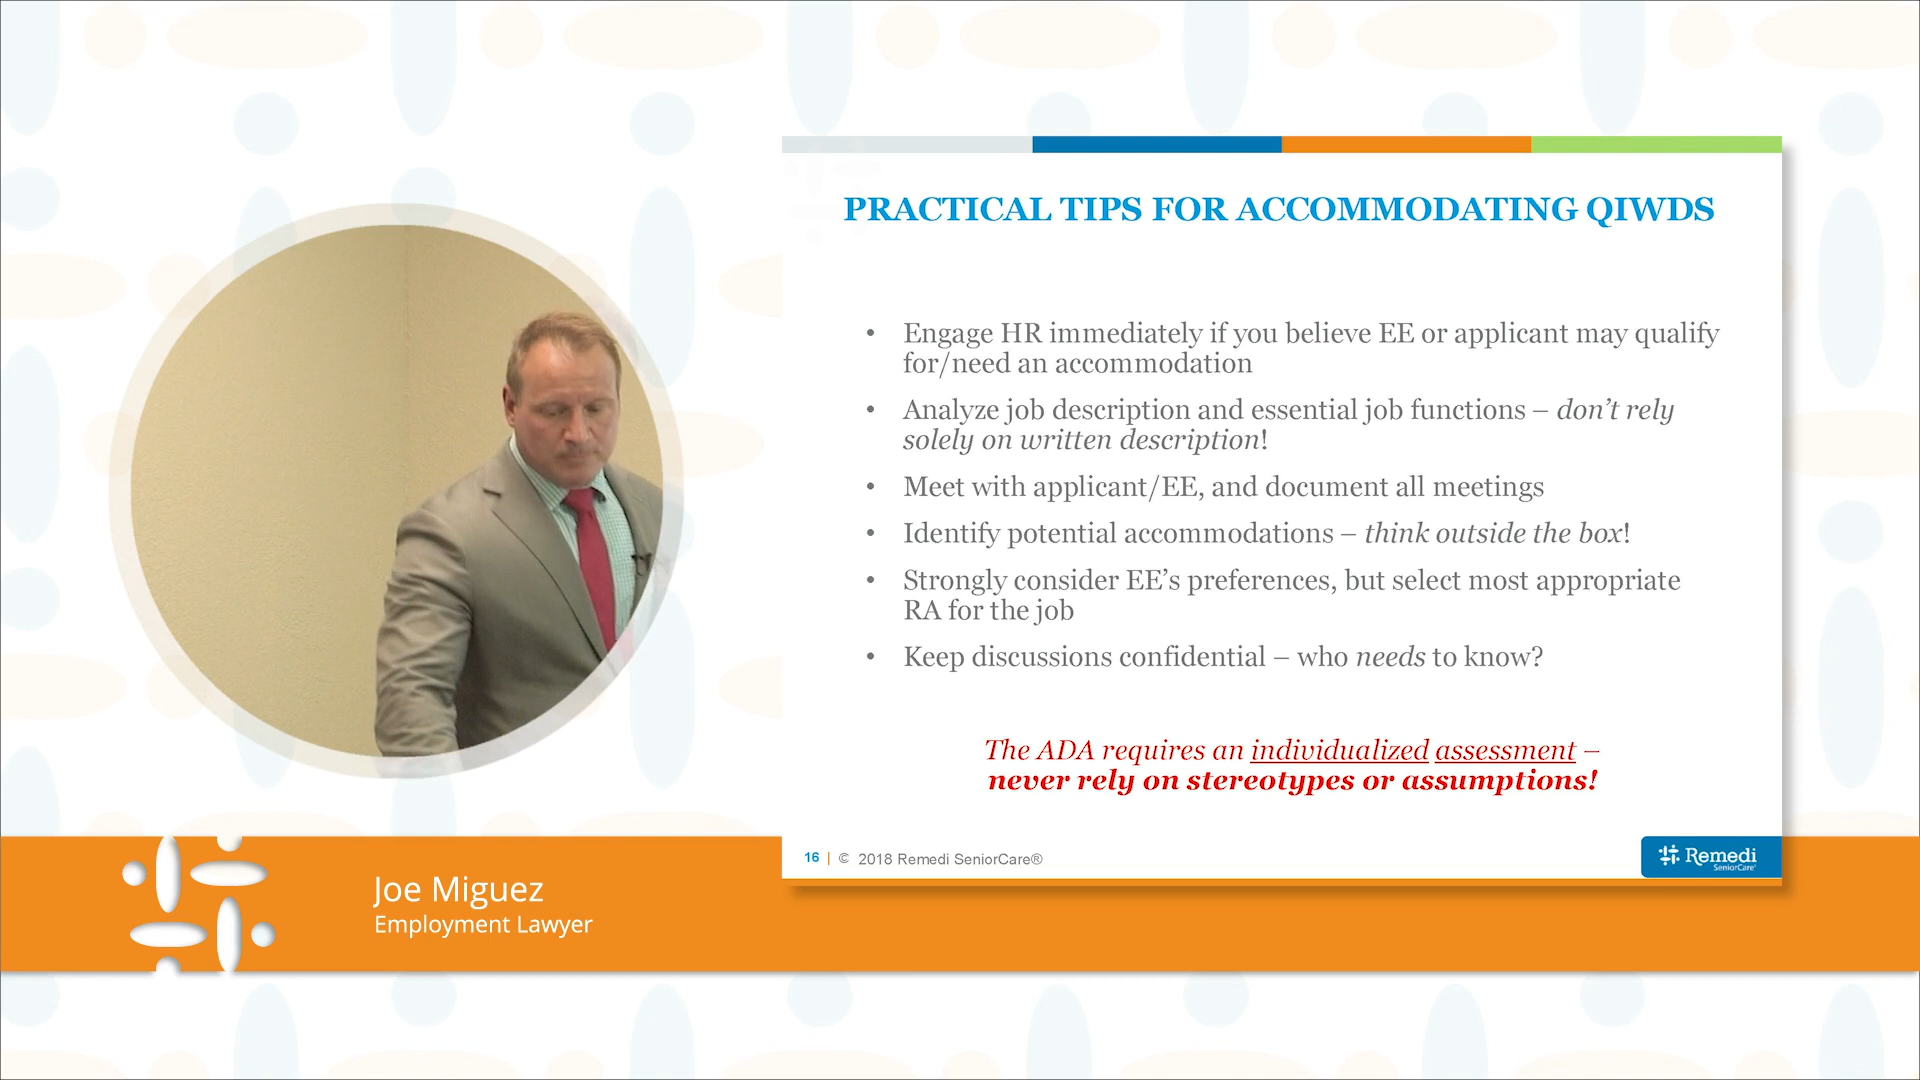 PRACTICAL TIPS FOR ACCOMMODATING QIWDS
• Engage HR immediately if you believe EE or applicant may qualify
for/need an accommodation
• Analyze job description and essential job functions – don’t rely
solely on written description!
• Meet with applicant/EE, and document all meetings
• Identify potential accommodations – think outside the box!
• Strongly consider EE’s preferences, but select most appropriate
RA for the job
• Keep discussions confidential – who needs to know?
The ADA requires an individualized assessment –
never rely on stereotypes or assumptions!
16 | © 2018 Remedi SeniorCare®
Remedi
SeniorCare®
Joe Miguez
Employment Lawyer